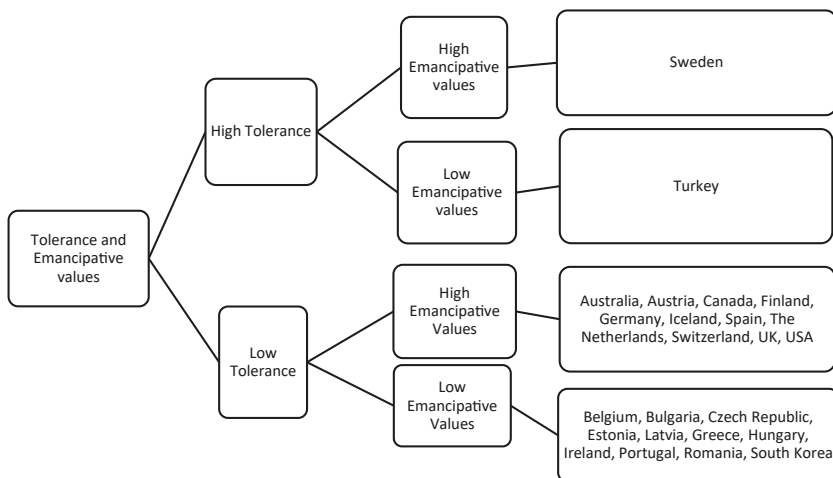 High
Emancipative
values
Sweden
High Tolerance
Low
Emancipative
values
Turkey
Tolerance and
Emancipative
values
High
Emancipative
Values
Australia, Austria, Canada, Finland,
Germany, Iceland, Spain, The
Netherlands, Switzerland, UK, USA
Low
Tolerance
Low
Emancipative
Values
Belgium, Bulgaria, Czech Republic,
Estonia, Latvia, Greece, Hungary,
Ireland, Portugal, Romania, South Korea